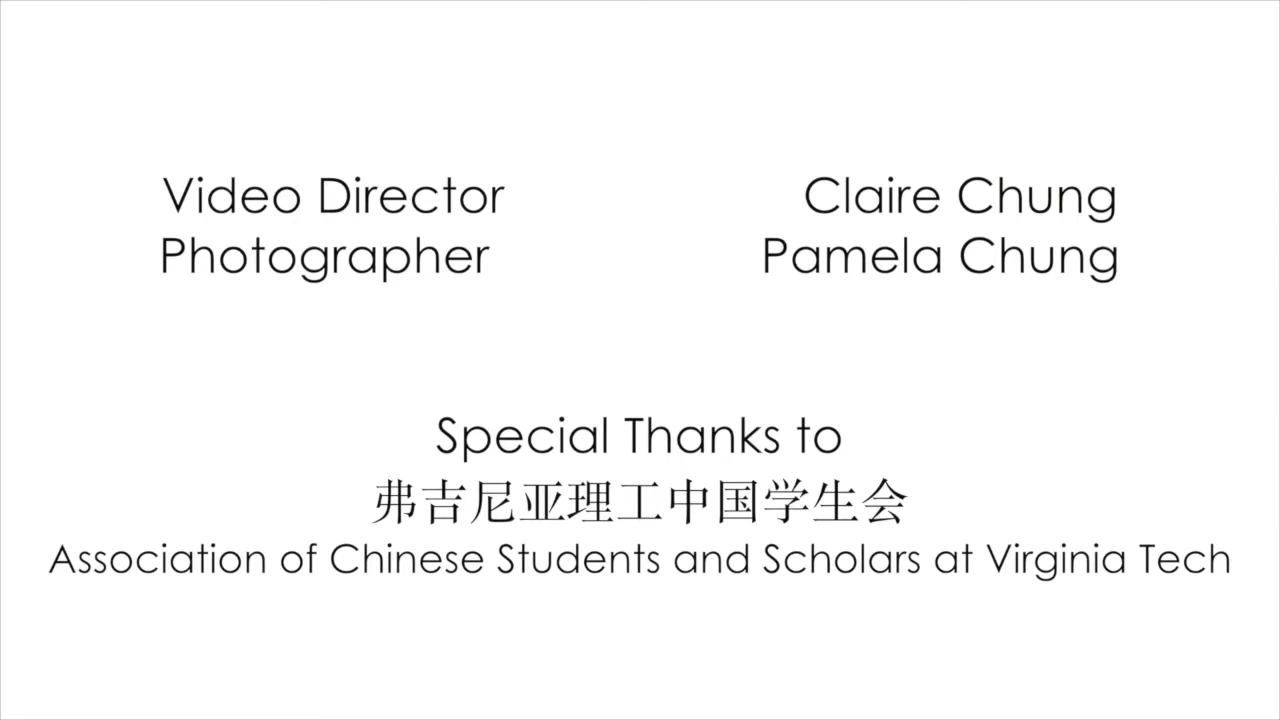 Video Director Claire Chung
Photographer Pamela Chung
Special Thanks to
弗吉尼亚理工中国学生会
Association of Chinese Students and Scholars at Virginia Tech